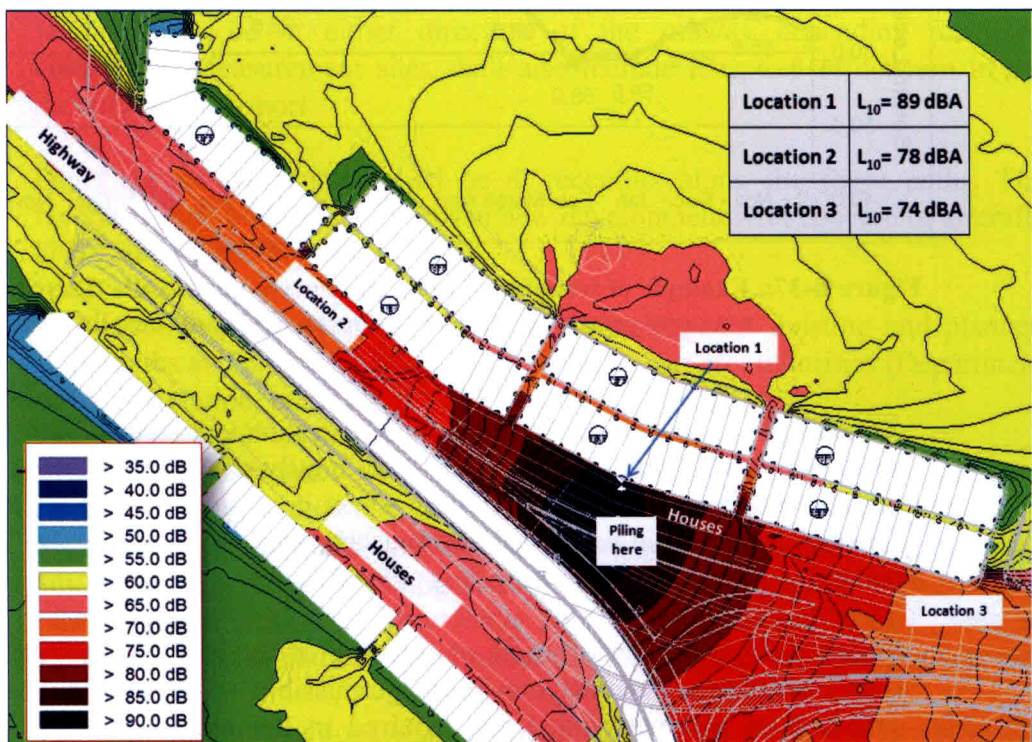 Location 1 L₁₀= 89 dBA
Location 2 L₁₀= 78 dBA
Location 3 L₁₀= 74 dBA
Highway
Location 2
Location 1
Piling
here
Houses
Houses
Location 3
> 35.0 dB
> 40.0 dB
> 45.0 dB
> 50.0 dB
> 55.0 dB
> 60.0 dB
> 65.0 dB
> 70.0 dB
> 75.0 dB
> 80.0 dB
> 85.0 dB
> 90.0 dB